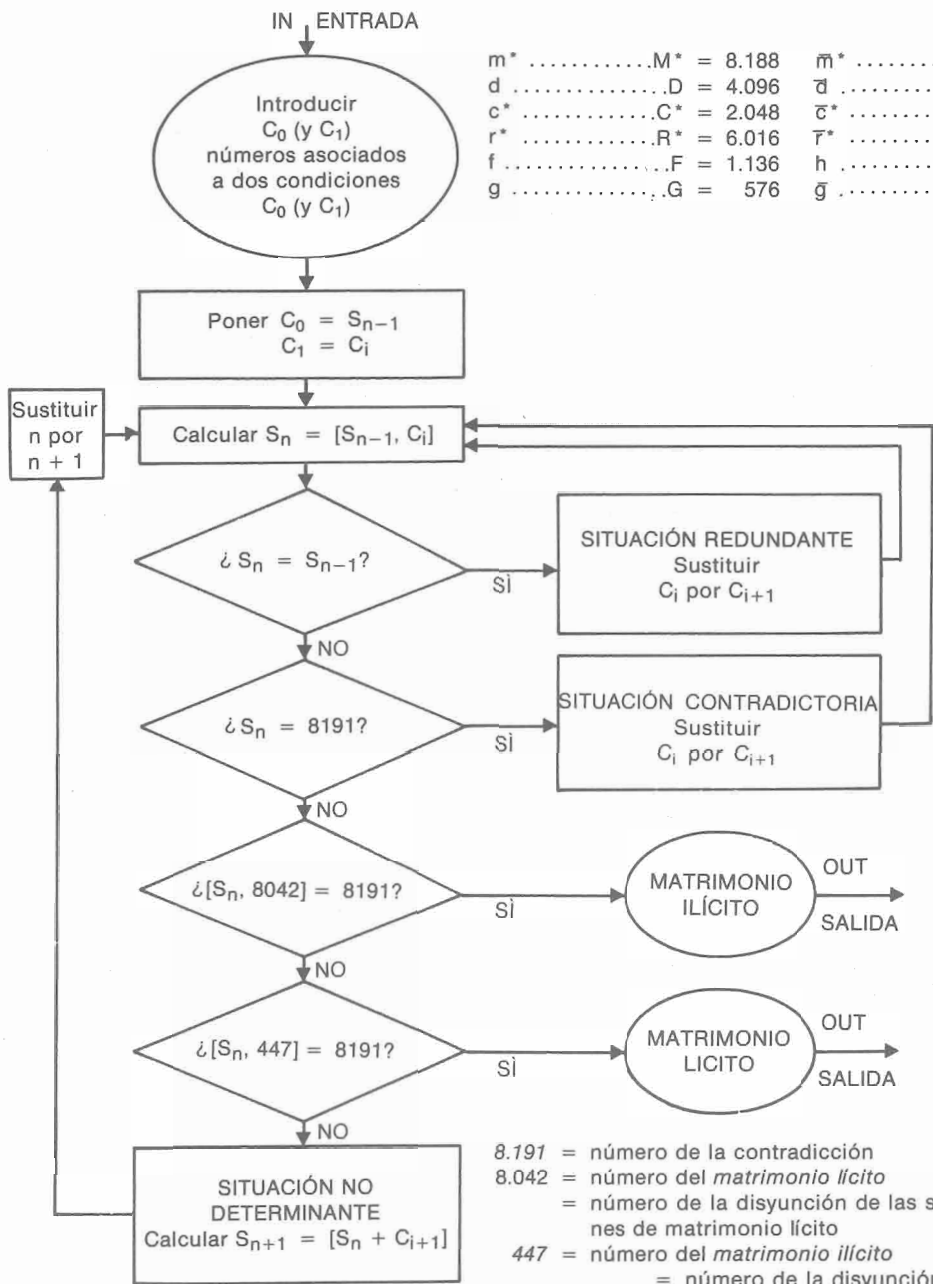 IN ENTRADA
Introducir
C₀ (y C₁)
números asociados
a dos condiciones
C₀ (y C₁)
m* ............M* = 8.188 m̅* ........
d ..............D = 4.096 d̅ ..........
c* .............C* = 2.048 c̅* .........
r* .............R* = 6.016 r̅* .........
f ..............F = 1.136 h ..........
g ..............G = 576 g̅ ..........
Poner C₀ = Sₙ₋₁
C₁ = Cᵢ
Sustituir
n por
n + 1
Calcular Sₙ = [Sₙ₋₁, Cᵢ]
¿ Sₙ = Sₙ₋₁?
SÌ
SITUACIÓN REDUNDANTE
Sustituir
Cᵢ por Cᵢ₊₁
NO
¿ Sₙ = 8191?
SÌ
SITUACIÓN CONTRADICTORIA
Sustituir
Cᵢ por Cᵢ₊₁
NO
¿[Sₙ, 8042] = 8191?
SÌ
MATRIMONIO
ILÍCITO
OUT
SALIDA
NO
¿[Sₙ, 447] = 8191?
SÌ
MATRIMONIO
LICITO
OUT
SALIDA
NO
SITUACIÓN NO
DETERMINANTE
Calcular Sₙ₊₁ = [Sₙ + Cᵢ₊₁]
8.191 = número de la contradicción
8.042 = número del matrimonio lícito
= número de la disyunción de las s
nes de matrimonio lícito
447 = número del matrimonio ilícito
= número de la disyunción